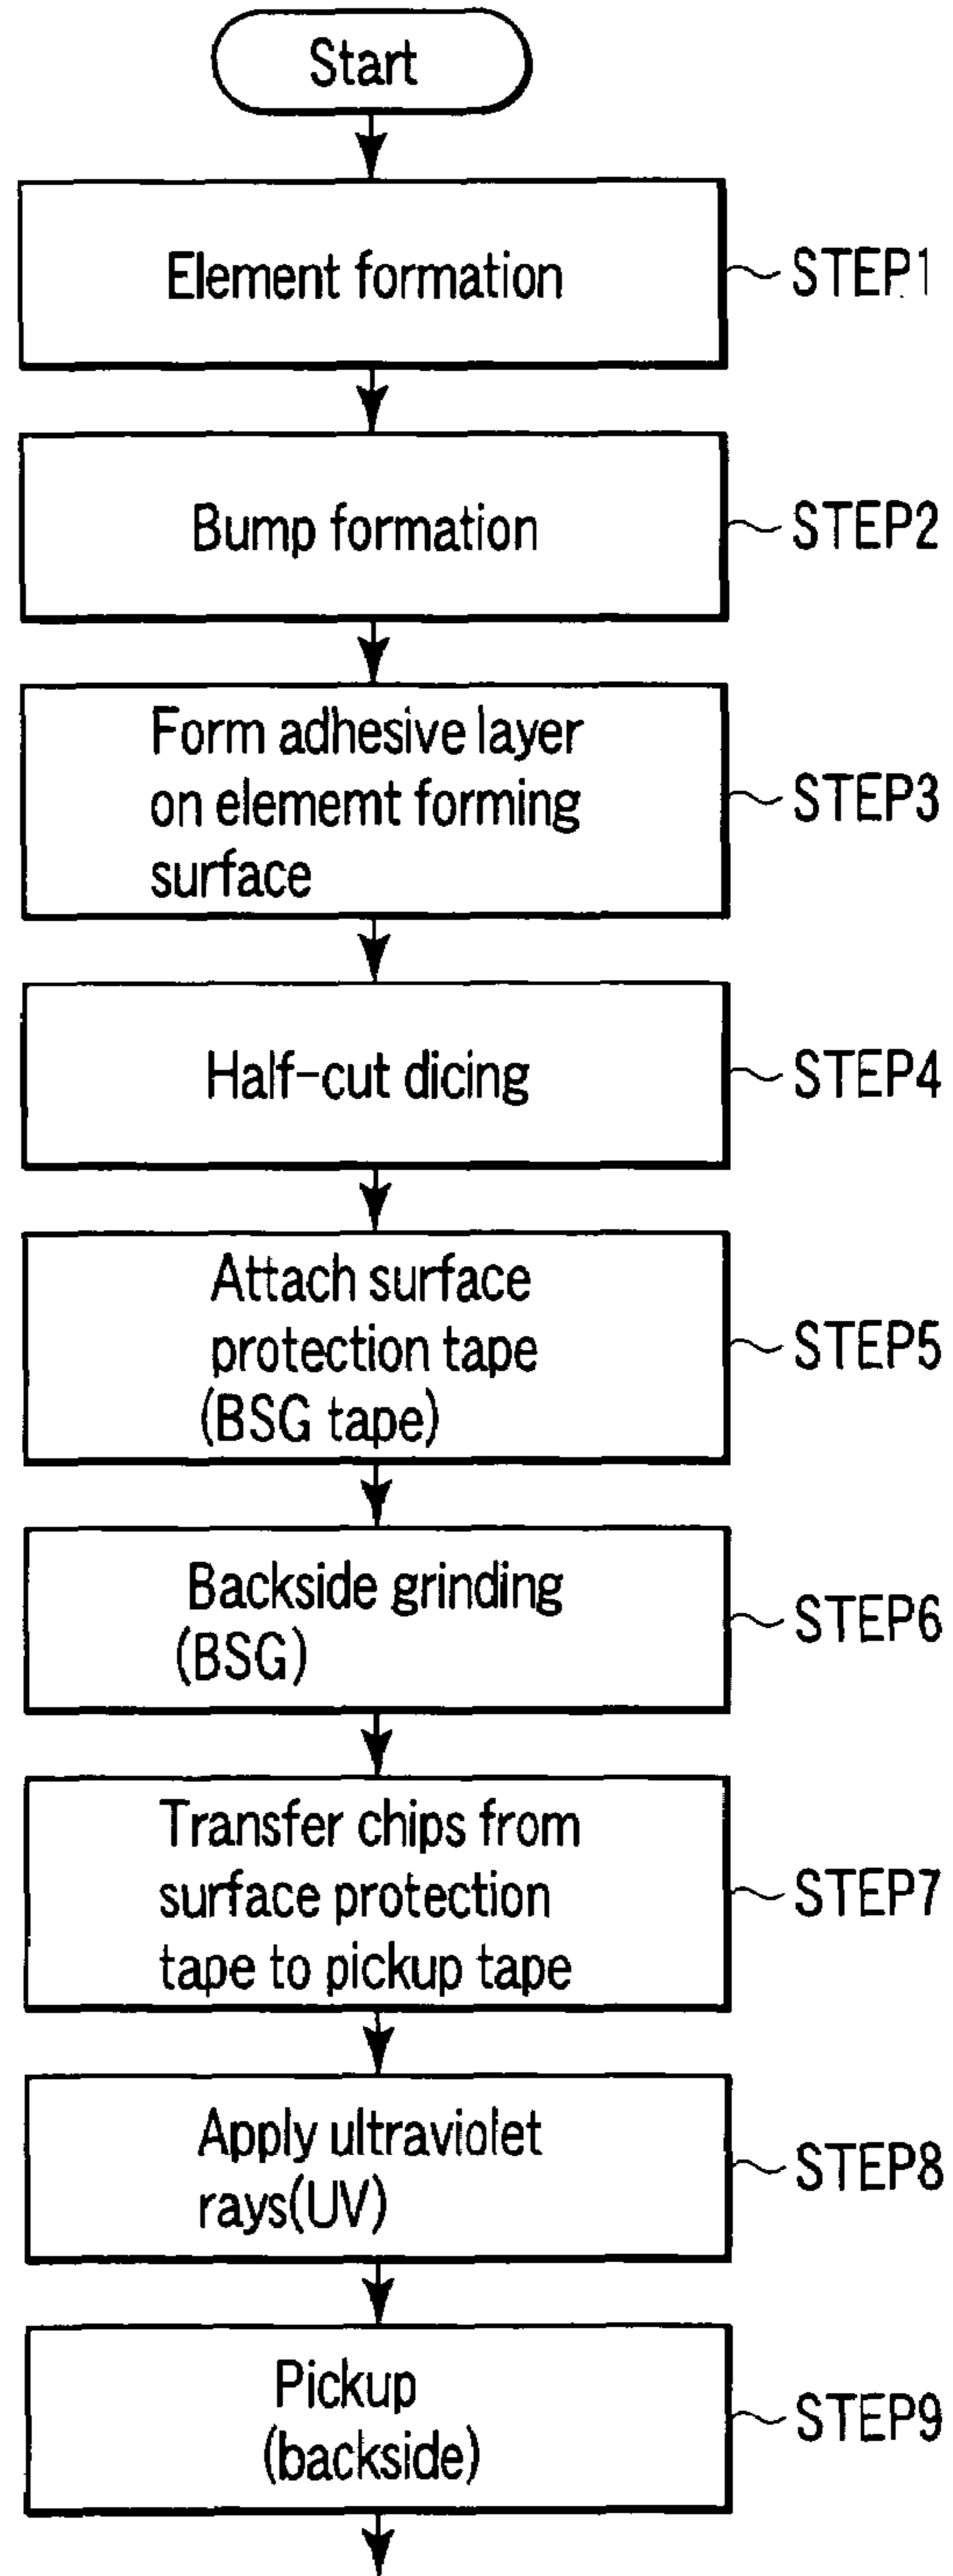 Start
Element formation
STEP1
Bump formation
STEP2
Form adhesive layer
on elememt forming
surface
STEP3
Half-cut dicing
STEP4
Attach surface
protection tape
(BSG tape)
STEP5
Backside grinding
(BSG)
STEP6
Transfer chips from
surface protection
tape to pickup tape
STEP7
Apply ultraviolet
rays(UV)
STEP8
Pickup
(backside)
STEP9